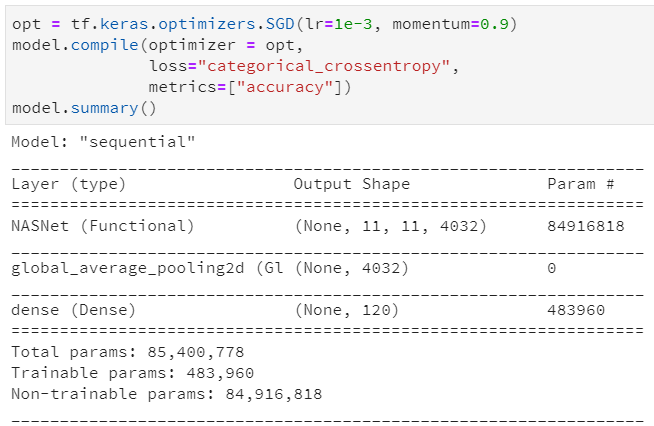 opt = tf.keras.optimizers.SGD(lr=1e-3, momentum=0.9)
model.compile(optimizer = opt,
              loss="categorical_crossentropy",
              metrics=["accuracy"])
model.summary()
Model: "sequential"
_________________________________________________________________
Layer (type)                 Output Shape              Param #
=================================================================
NASNet (Functional)          (None, 11, 11, 4032)      84916818
_________________________________________________________________
global_average_pooling2d (Gl (None, 4032)              0
_________________________________________________________________
dense (Dense)                (None, 120)               483960
=================================================================
Total params: 85,400,778
Trainable params: 483,960
Non-trainable params: 84,916,818
_________________________________________________________________